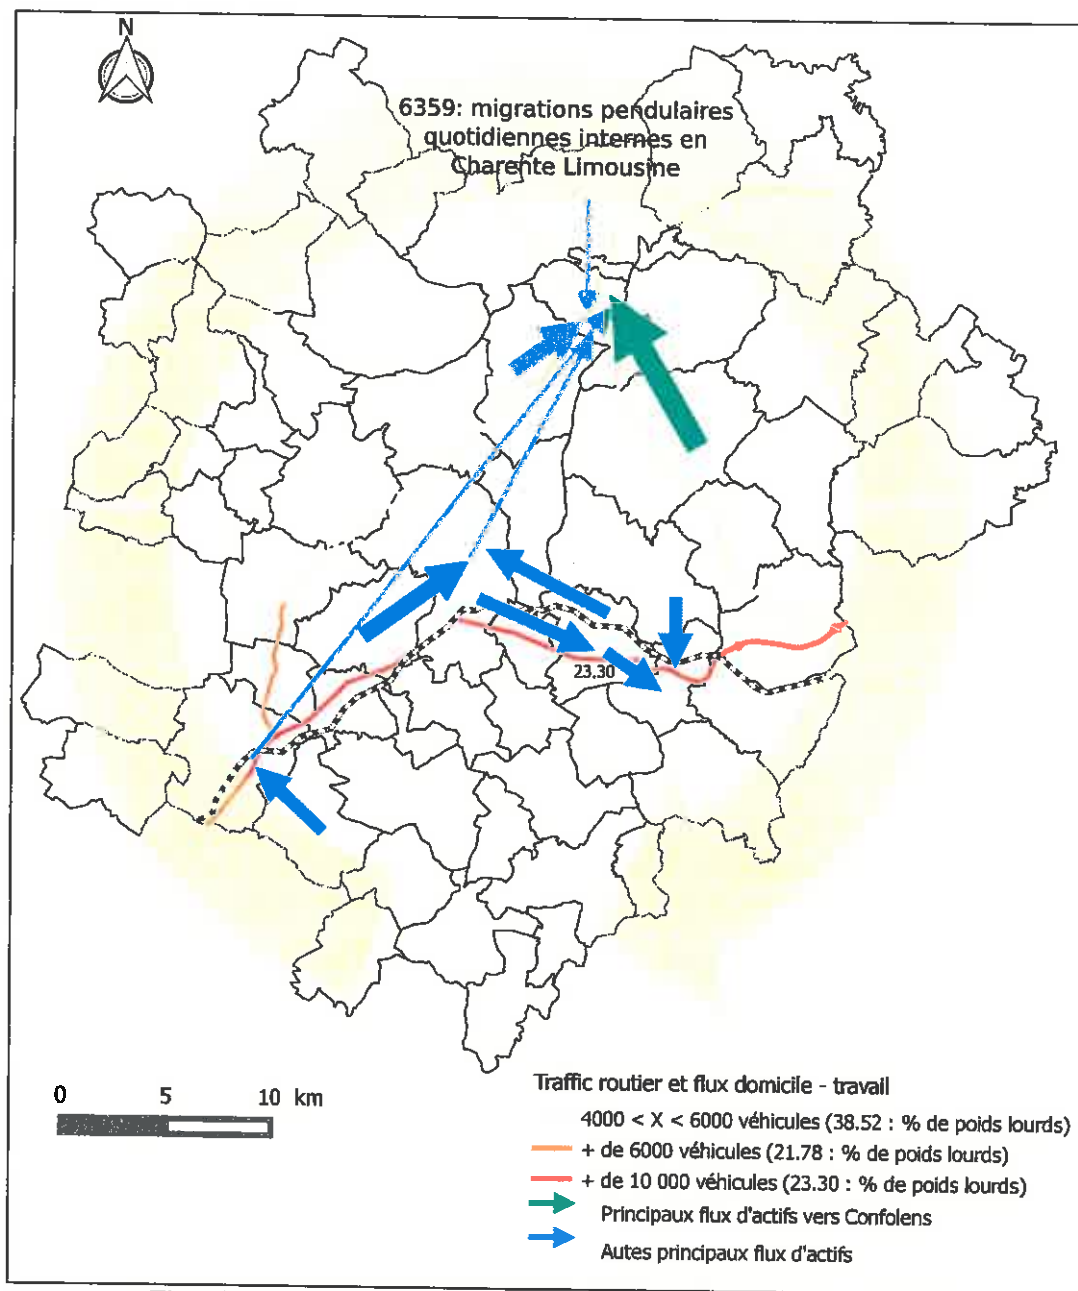 N
6359: migrations pendulaires
quotidiennes internes en
Charente Limousine
23.30
0 5 10 km
Traffic routier et flux domicile - travail
4000 < X < 6000 véhicules (38.52 : % de poids lourds)
+ de 6000 véhicules (21.78 : % de poids lourds)
+ de 10 000 véhicules (23.30 : % de poids lourds)
Principaux flux d'actifs vers Confolens
Autres principaux flux d'actifs